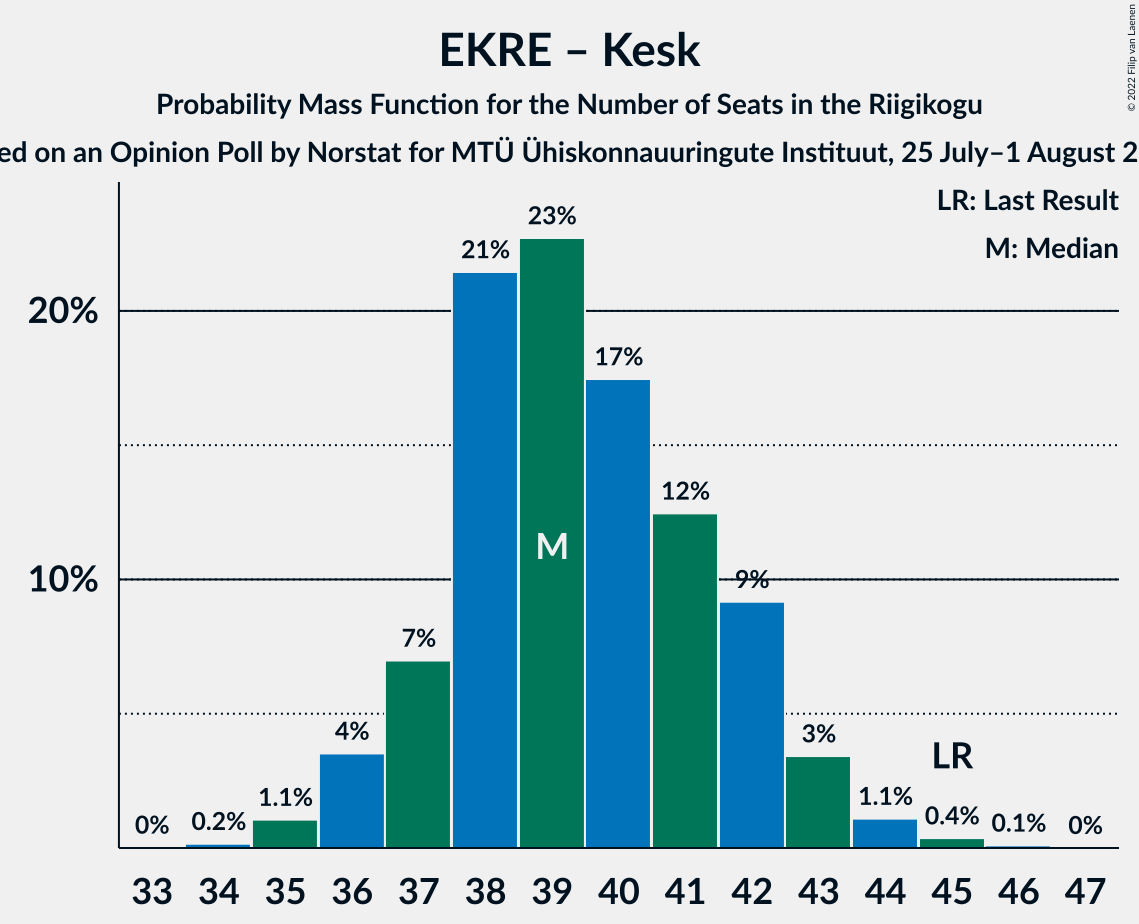 EKRE – Kesk
Probability Mass Function for the Number of Seats in the Riigikogu
ed on an Opinion Poll by Norstat for MTÜ Ühiskonnauuringute Instituut, 25 July–1 August 2
© 2022 Filip van Laenen
LR: Last Result
M: Median
20%
10%
0%
0.2%
1.1%
4%
7%
21%
23%
17%
12%
9%
3%
1.1%
0.4%
0.1%
0%
M
LR
33 34 35 36 37 38 39 40 41 42 43 44 45 46 47